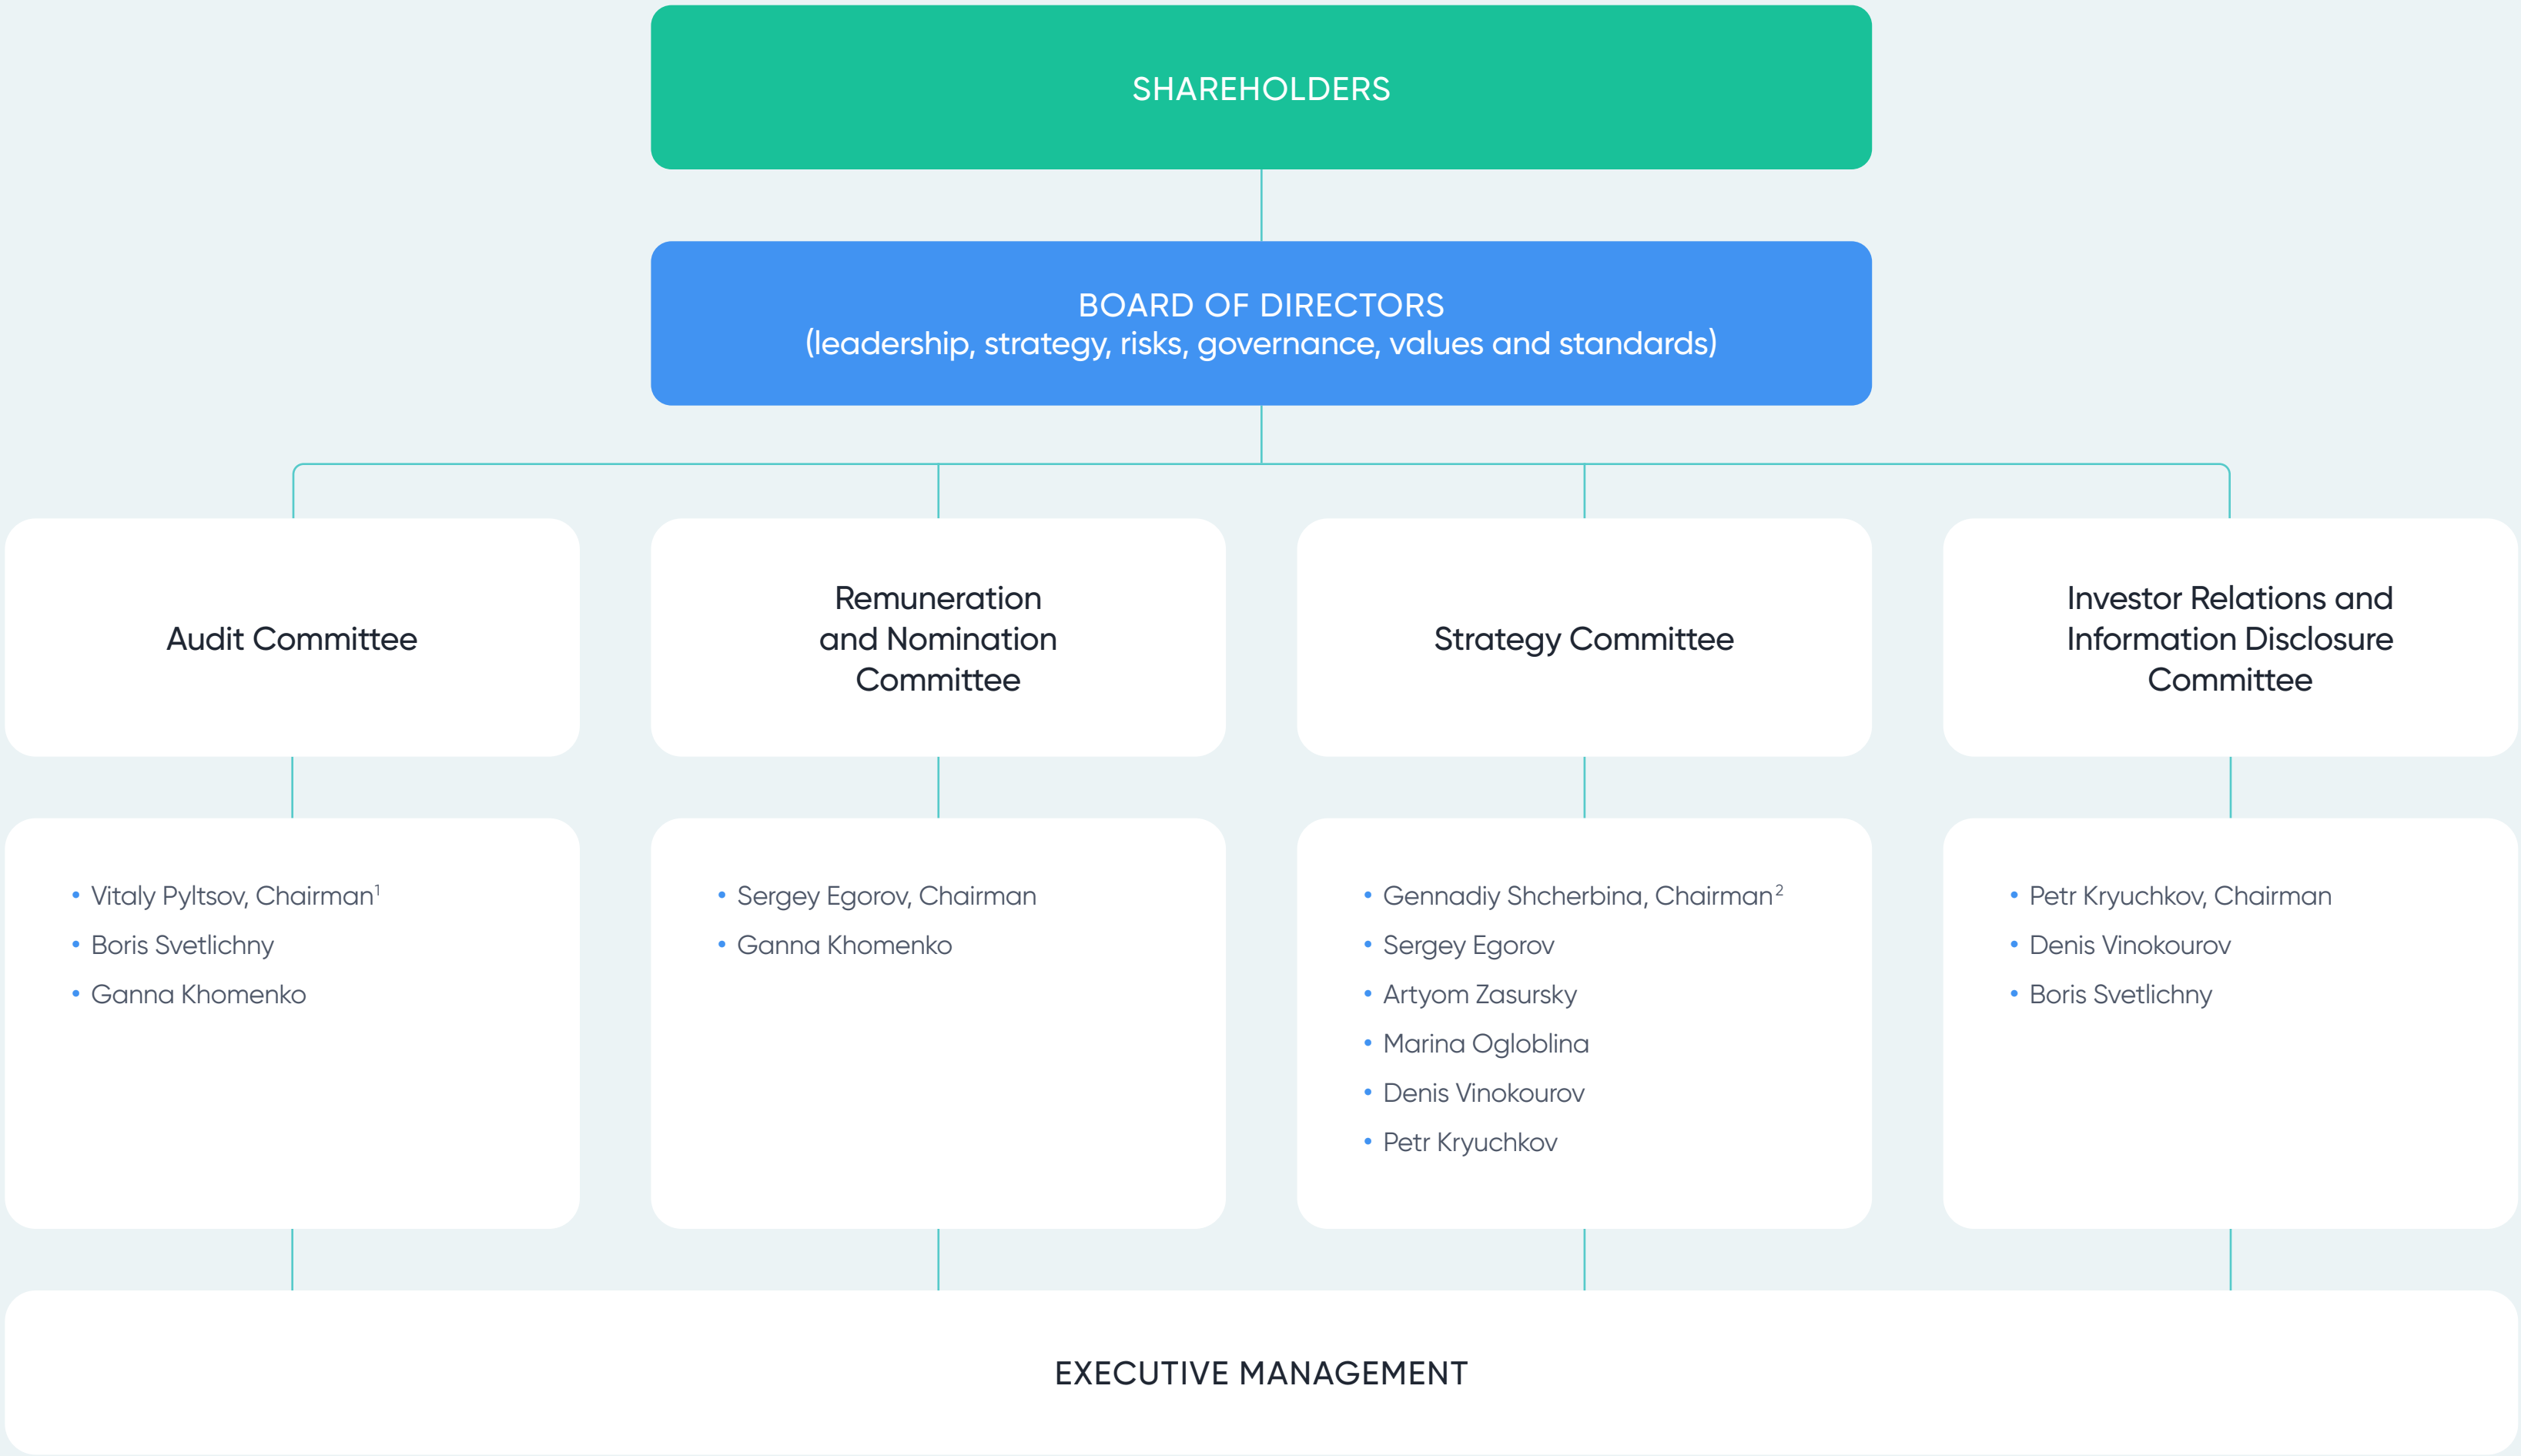 SHAREHOLDERS
BOARD OF DIRECTORS
(leadership, strategy, risks, governance, values and standards)
Audit Committee
Remuneration
and Nomination
Committee
Strategy Committee
Investor Relations and
Information Disclosure
Committee
• Vitaly Pyltsov, Chairman¹
• Boris Svetlichny
• Ganna Khomenko
• Sergey Egorov, Chairman
• Ganna Khomenko
• Gennadiy Shcherbina, Chairman²
• Sergey Egorov
• Artyom Zasursky
• Marina Ogloblina
• Denis Vinokourov
• Petr Kryuchkov
• Petr Kryuchkov, Chairman
• Denis Vinokourov
• Boris Svetlichny
EXECUTIVE MANAGEMENT